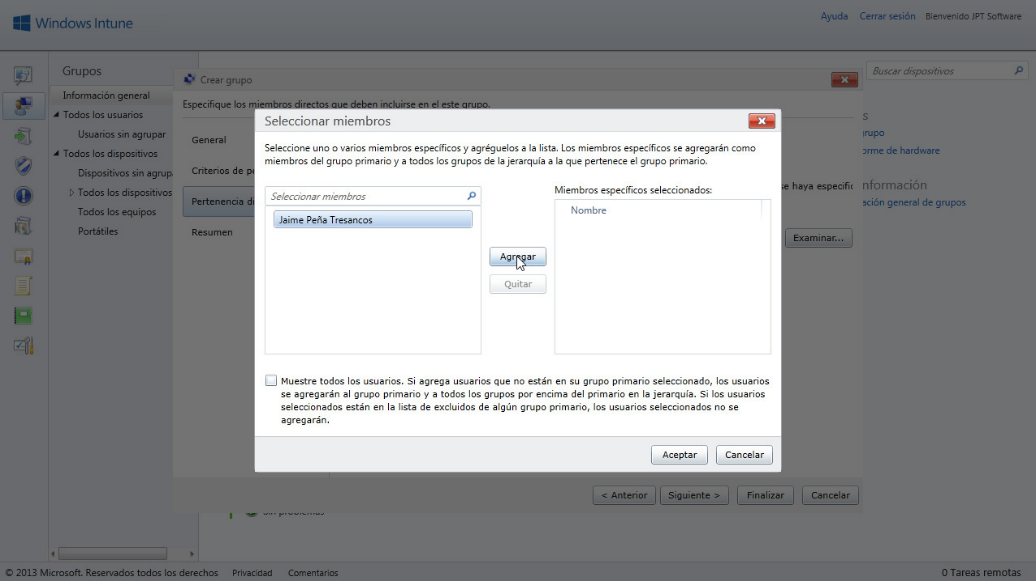 Windows Intune
Ayuda Cerrar sesión Bienvenido JPT Software
Grupos
Información general
Todos los usuarios
Usuarios sin agrupar
Todos los dispositivos
Dispositivos sin agrup
Todos los dispositivos
Todos los equipos
Portátiles
Crear grupo
Especifique los miembros directos que deben incluirse en el este grupo.
General
Criterios de pe
Pertenencia di
Resumen
Buscar dispositivos
s
rupo
orme de hardware
se haya especific
nformación
ación general de grupos
Examinar...
Seleccionar miembros
Seleccione uno o varios miembros específicos y agréguelos a la lista. Los miembros específicos se agregarán como
miembros del grupo primario y a todos los grupos de la jerarquía a la que pertenece el grupo primario.
Seleccionar miembros
Jaime Peña Tresancos
Agregar
Quitar
Miembros específicos seleccionados:
Nombre
Muestre todos los usuarios. Si agrega usuarios que no están en su grupo primario seleccionado, los usuarios
se agregarán al grupo primario y a todos los grupos por encima del primario en la jerarquía. Si los usuarios
seleccionados están en la lista de excluidos de algún grupo primario, los usuarios seleccionados no se
agregarán.
Aceptar Cancelar
< Anterior Siguiente > Finalizar Cancelar
Sin problemas
© 2013 Microsoft. Reservados todos los derechos Privacidad Comentarios
0 Tareas remotas